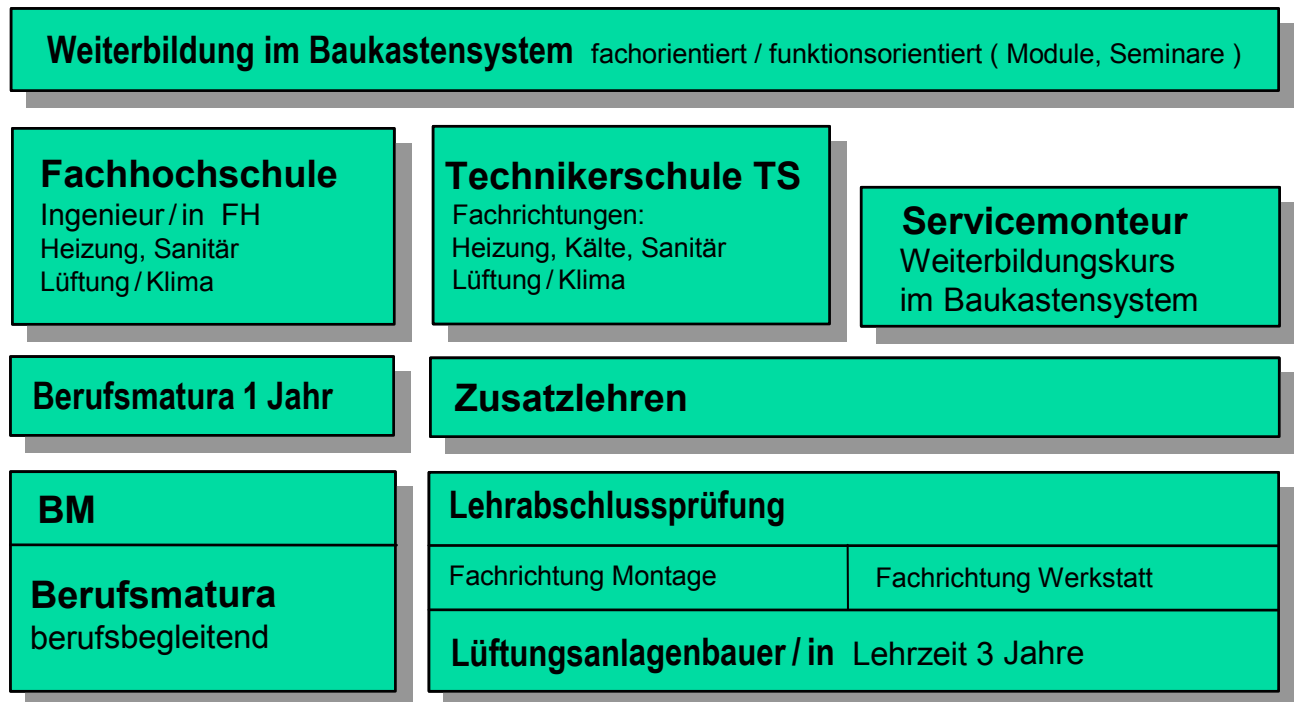 Weiterbildung im Baukastensystem fachorientiert / funktionsorientiert ( Module, Seminare )
Fachhochschule
Ingenieur / in FH
Heizung, Sanitär
Lüftung / Klima
Technikerschule TS
Fachrichtungen:
Heizung, Kälte, Sanitär
Lüftung / Klima
Servicemonteur
Weiterbildungskurs
im Baukastensystem
Berufsmatura 1 Jahr
Zusatzlehren
BM
Berufsmatura
berufsbegleitend
Lehrabschlussprüfung
Fachrichtung Montage
Fachrichtung Werkstatt
Lüftungsanlagenbauer / in Lehrzeit 3 Jahre